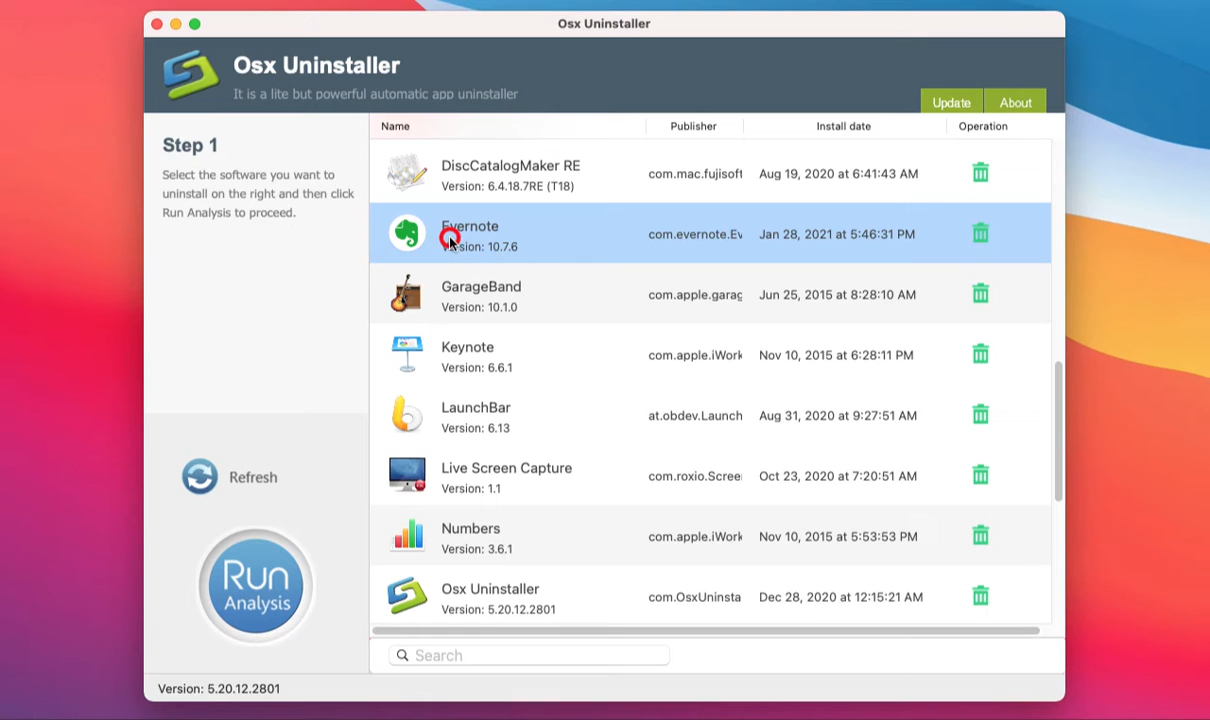 Osx Uninstaller
Osx Uninstaller
It is a lite but powerful automatic app uninstaller
Update
About
Step 1
Select the software you want to
uninstall on the right and then click
Run Analysis to proceed.
Name Publisher Install date Operation
DiscCatalogMaker RE
Version: 6.4.18.7RE (T18)
com.mac.fujisoft Aug 19, 2020 at 6:41:43 AM
Evernote
Version: 10.7.6
com.evernote.Ev Jan 28, 2021 at 5:46:31 PM
GarageBand
Version: 10.1.0
com.apple.garag Jun 25, 2015 at 8:28:10 AM
Keynote
Version: 6.6.1
com.apple.iWork Nov 10, 2015 at 6:28:11 PM
LaunchBar
Version: 6.13
at.obdev.Launch Aug 31, 2020 at 9:27:51 AM
Live Screen Capture
Version: 1.1
com.roxio.Scree Oct 23, 2020 at 7:20:51 AM
Numbers
Version: 3.6.1
com.apple.iWork Nov 10, 2015 at 5:53:53 PM
Osx Uninstaller
Version: 5.20.12.2801
com.OsxUninsta Dec 28, 2020 at 12:15:21 AM
Refresh
Run
Analysis
Search
Version: 5.20.12.2801